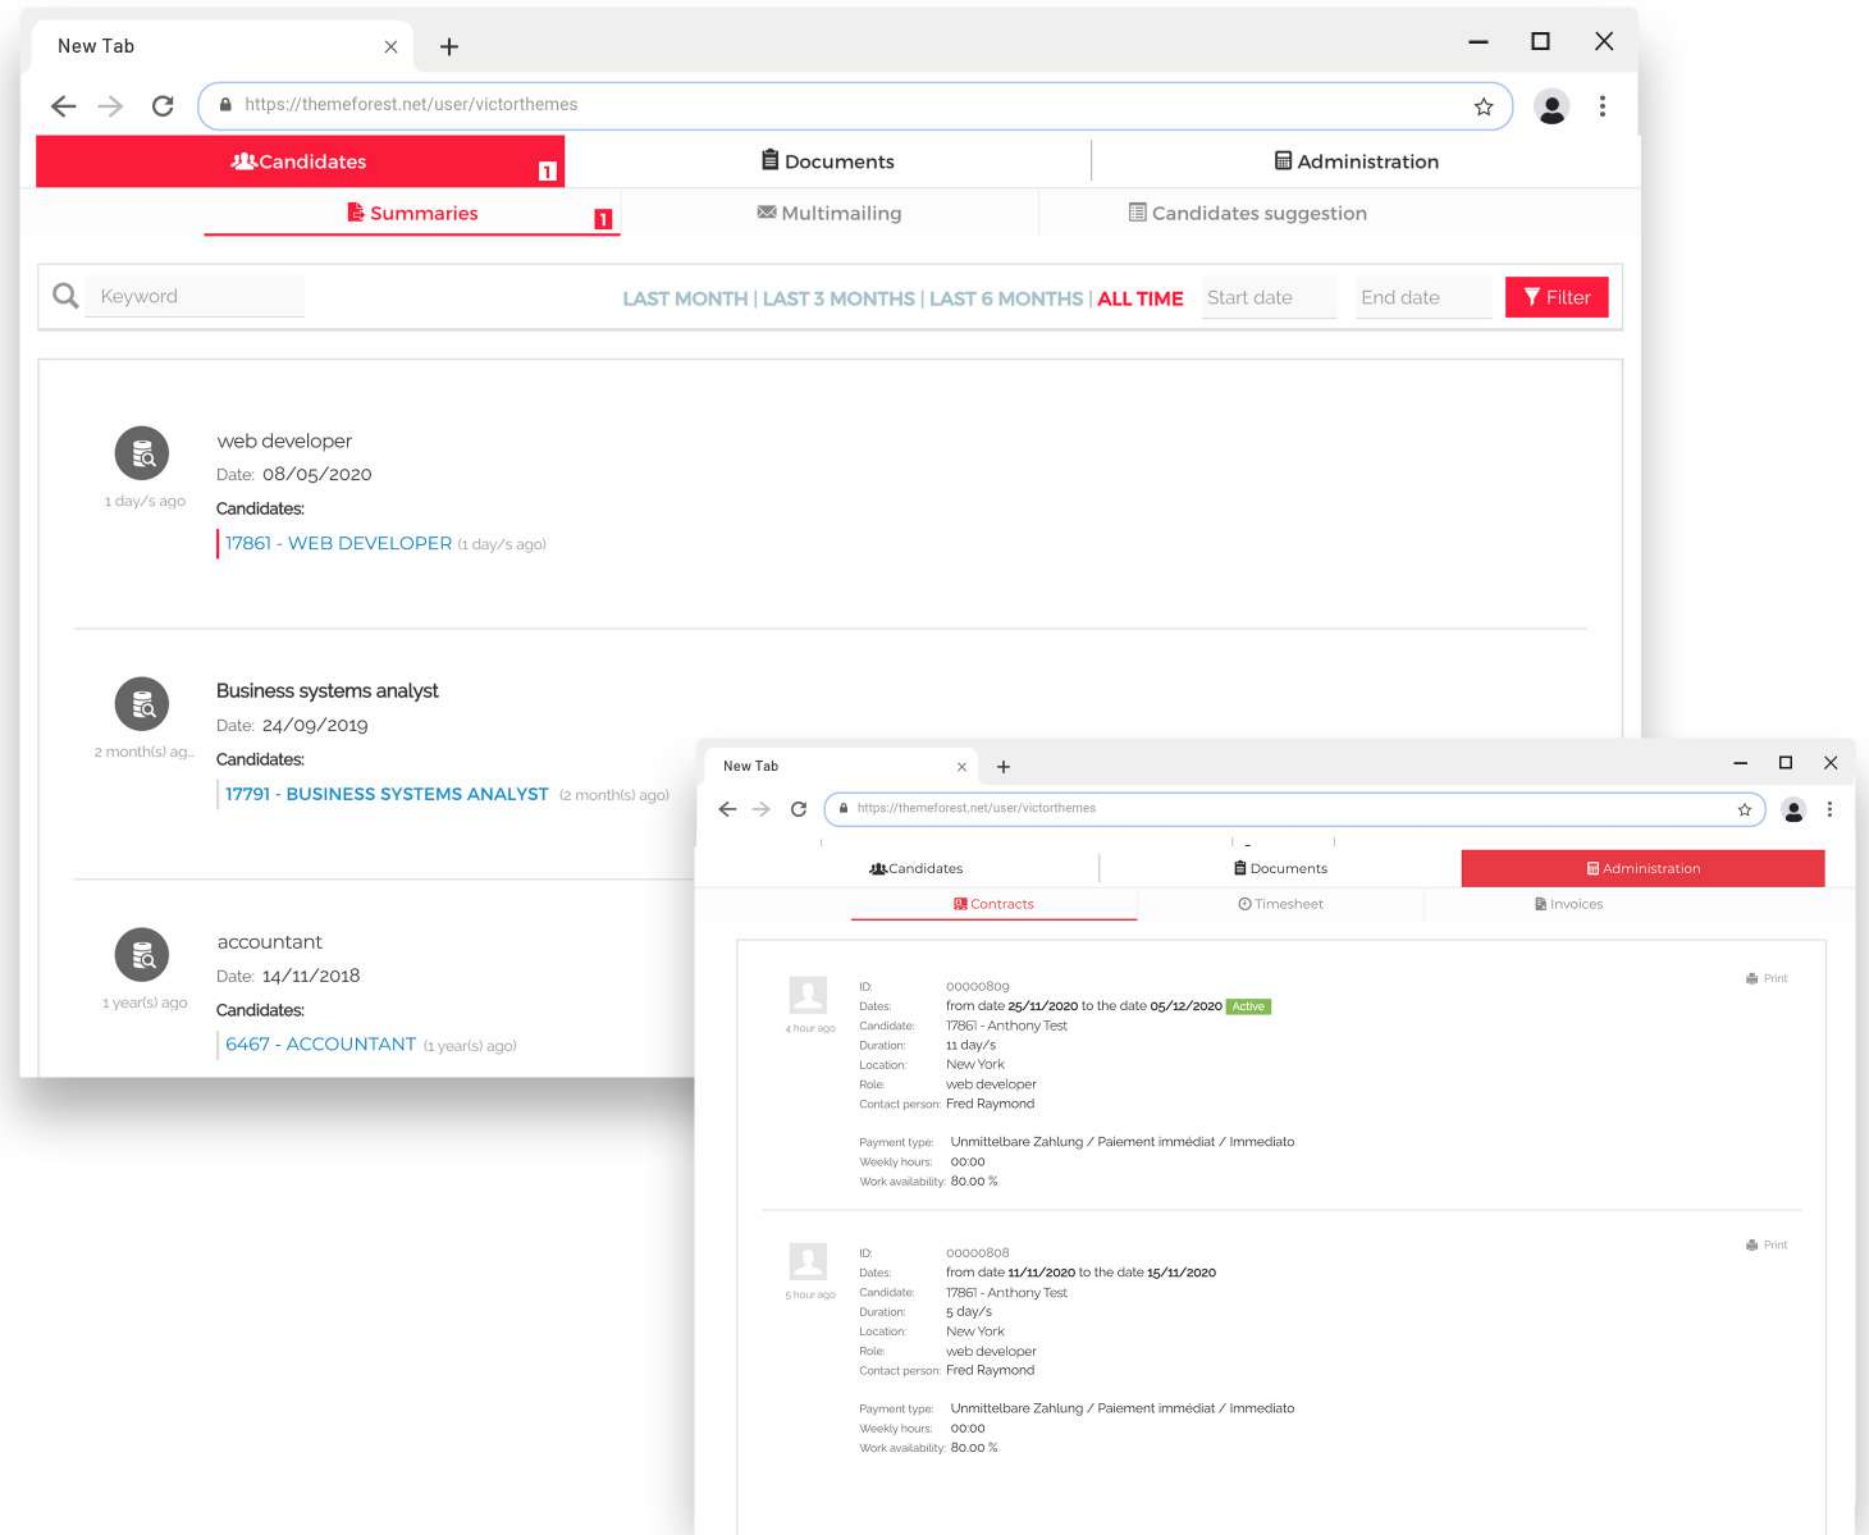 New Tab
https://themeforest.net/user/victorthemes
Candidates 1 Documents Administration
Summaries 1 Multimailing Candidates suggestion
Keyword LAST MONTH | LAST 3 MONTHS | LAST 6 MONTHS | ALL TIME Start date End date Filter
web developer
Date: 08/05/2020
1 day/s ago
Candidates:
17861 - WEB DEVELOPER (1 day/s ago)
Business systems analyst
Date: 24/09/2019
2 month(s) ag...
Candidates:
17791 - BUSINESS SYSTEMS ANALYST (2 month(s) ago)
accountant
Date: 14/11/2018
1 year(s) ago
Candidates:
6467 - ACCOUNTANT (1 year(s) ago)
New Tab
https://themeforest.net/user/victorthemes
Candidates Documents Administration
Contracts Timesheet Invoices
ID: 00000809 Print
Dates: from date 25/11/2020 to the date 05/12/2020 Active
4 hour ago
Candidate: 17861 - Anthony Test
Duration: 11 day/s
Location: New York
Role: web developer
Contact person: Fred Raymond
Payment type: Unmittelbare Zahlung / Paiement immédiat / Immediato
Weekly hours: 00:00
Work availability: 80.00 %
ID: 00000808 Print
Dates: from date 11/11/2020 to the date 15/11/2020
5 hour ago
Candidate: 17861 - Anthony Test
Duration: 5 day/s
Location: New York
Role: web developer
Contact person: Fred Raymond
Payment type: Unmittelbare Zahlung / Paiement immédiat / Immediato
Weekly hours: 00:00
Work availability: 80.00 %